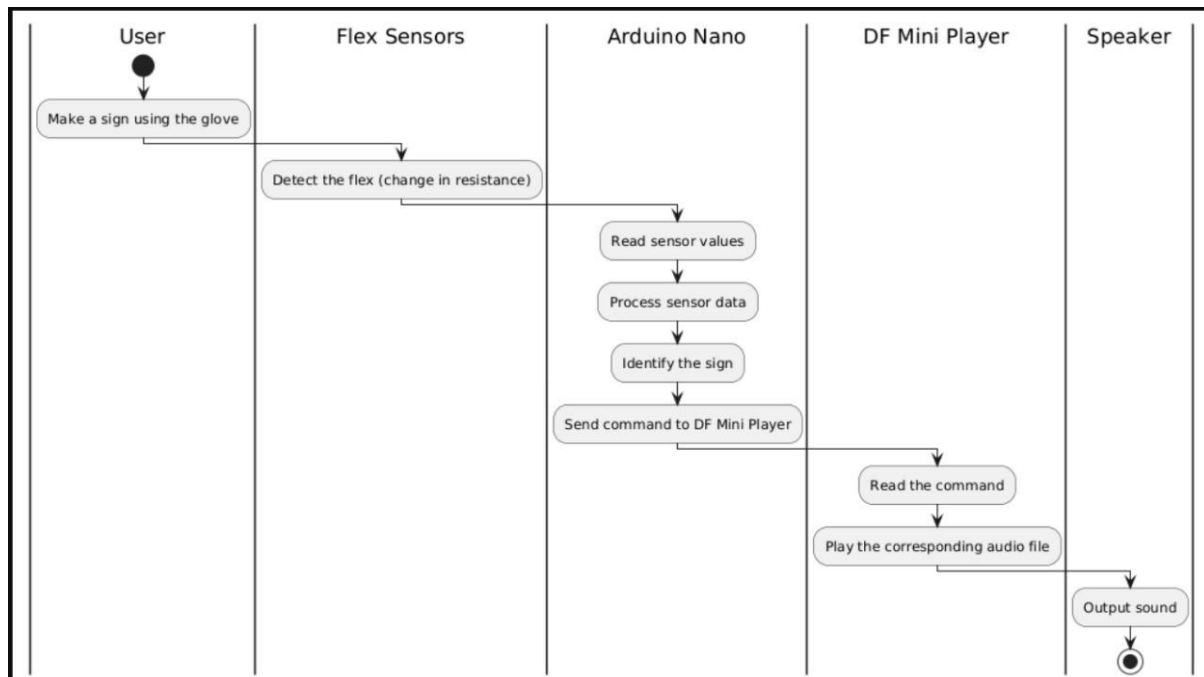 User
Flex Sensors
Arduino Nano
DF Mini Player
Speaker
Make a sign using the glove
Detect the flex (change in resistance)
Read sensor values
Process sensor data
Identify the sign
Send command to DF Mini Player
Read the command
Play the corresponding audio file
Output sound